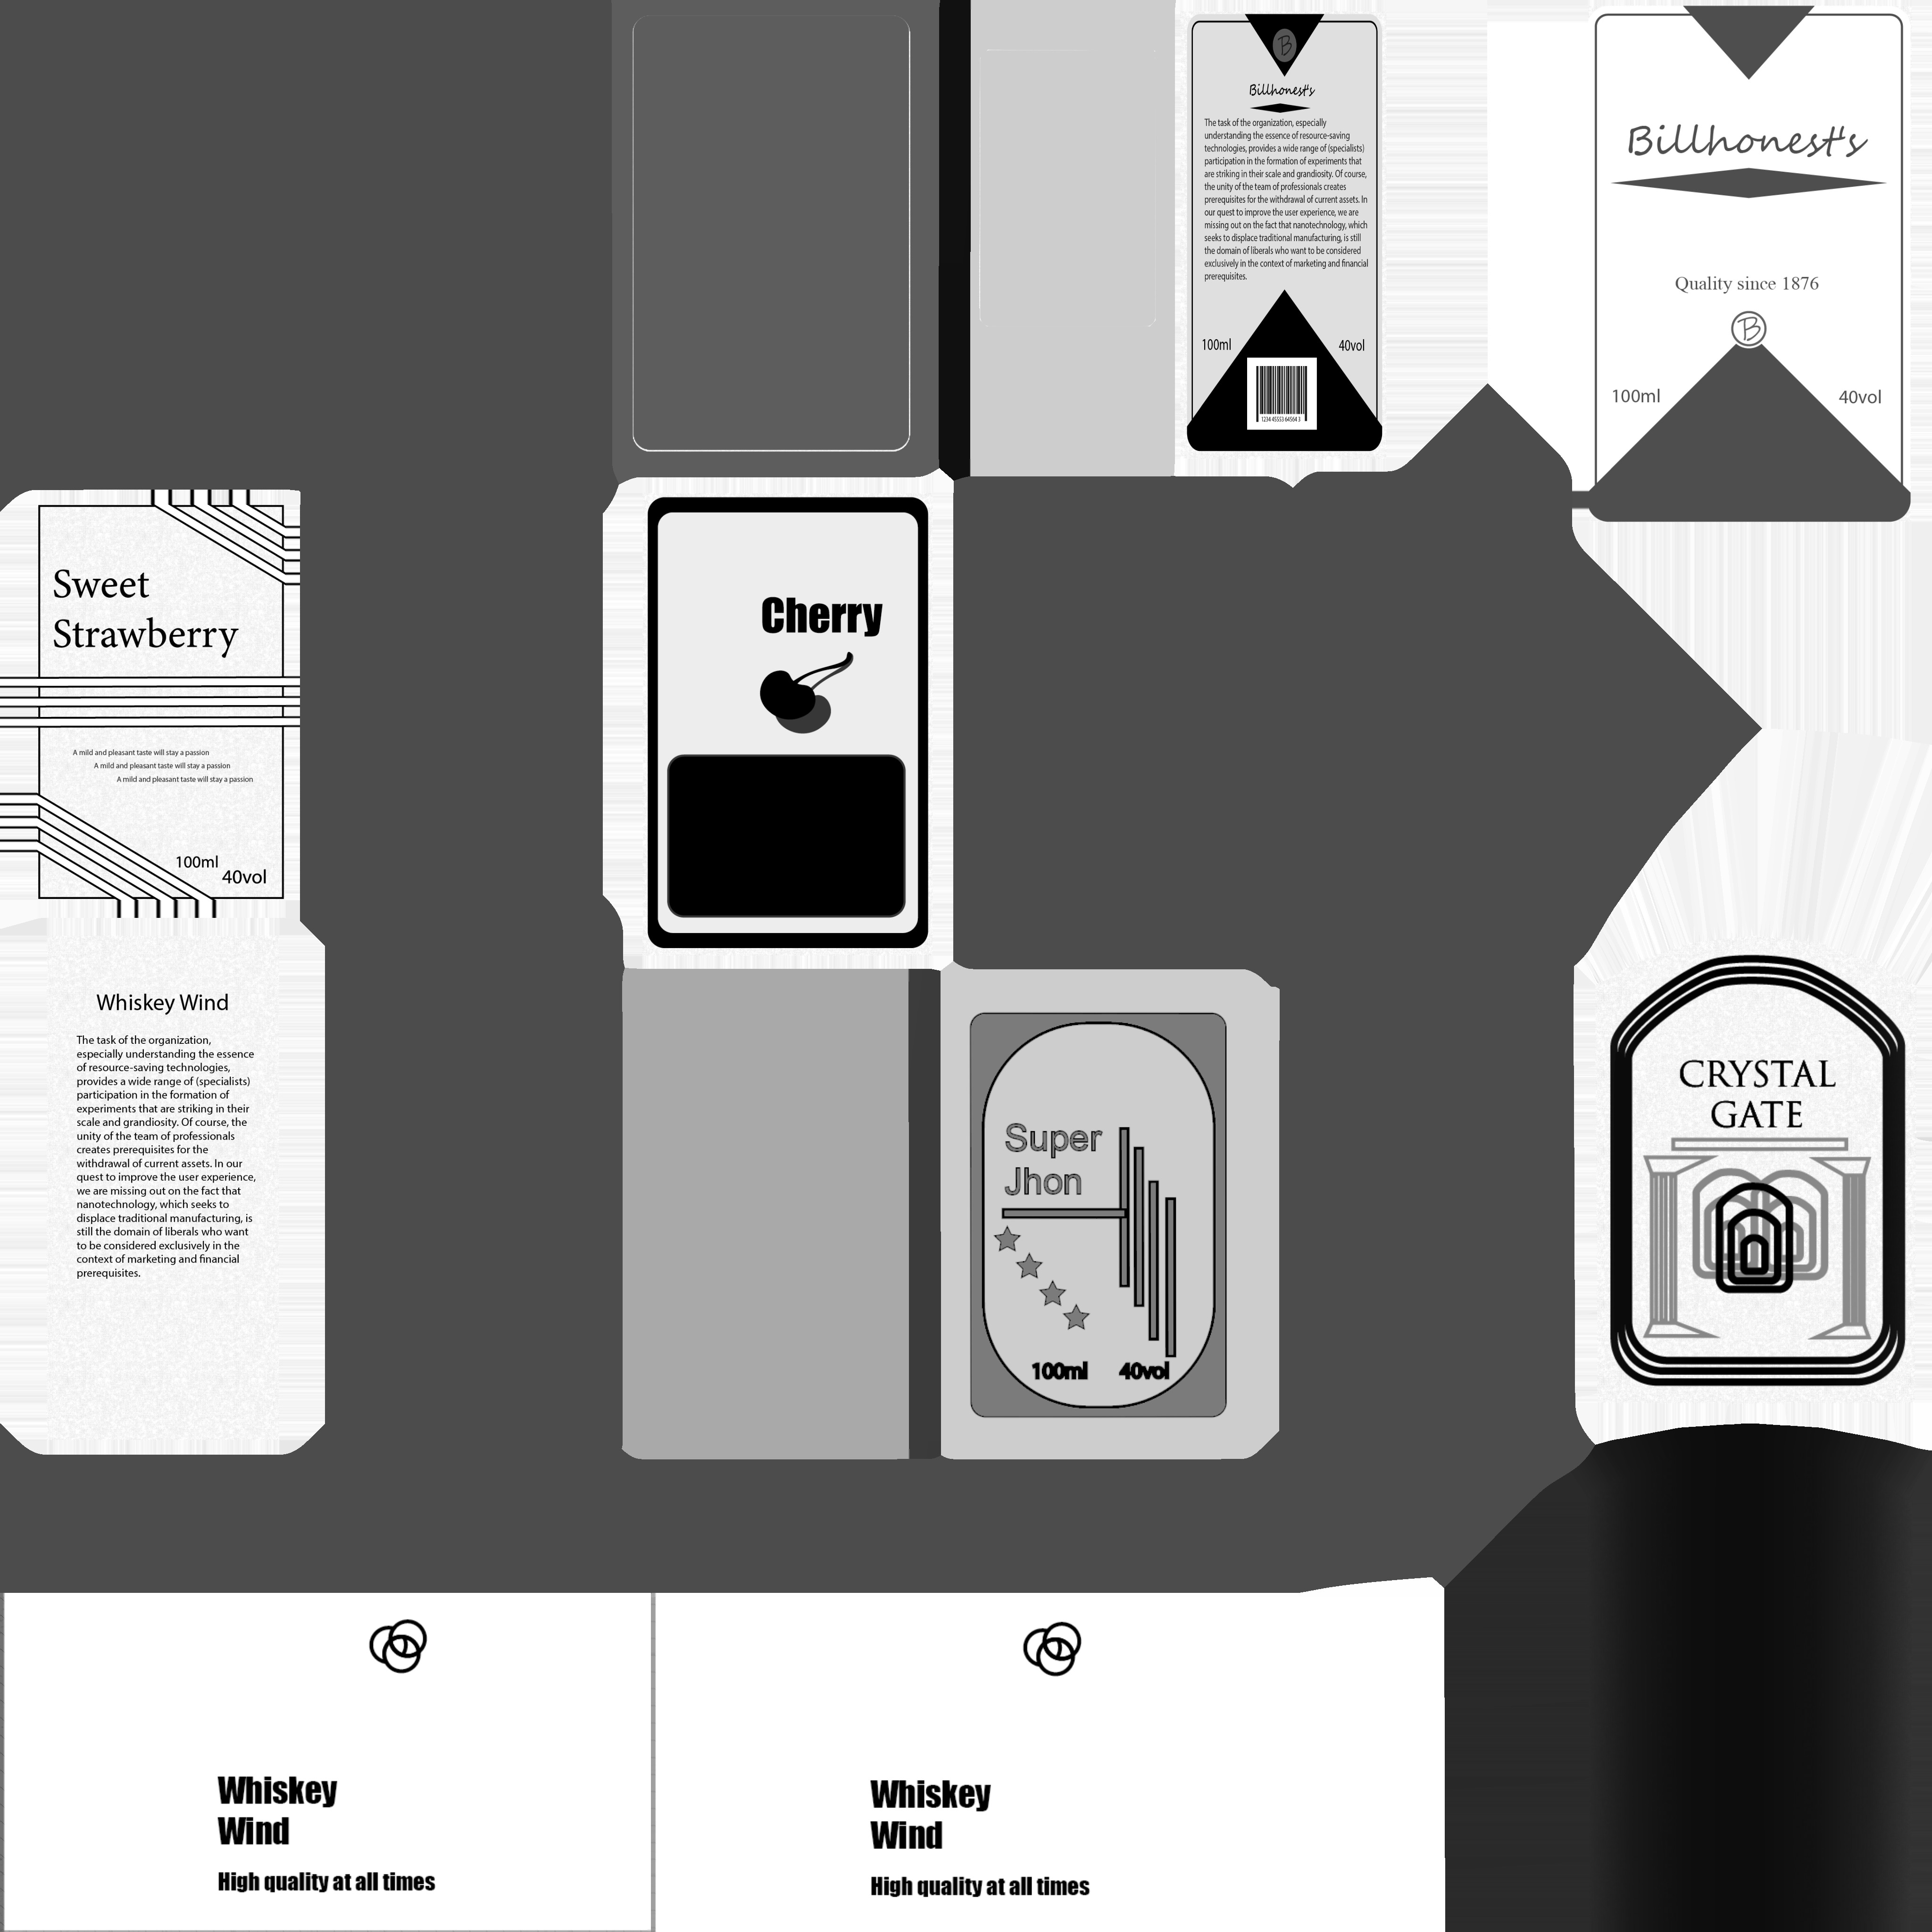 B
Billhonest's
The task of the organization, especially
understanding the essence of resource-saving
technologies, provides a wide range of (specialists)
participation in the formation of experiments that
are striking in their scale and grandiosity. Of course,
the unity of the team of professionals creates
prerequisites for the withdrawal of current assets. In
our quest to improve the user experience, we are
missing out on the fact that nanotechnology, which
seeks to displace traditional manufacturing, is still
the domain of liberals who want to be considered
exclusively in the context of marketing and financial
prerequisites.
100ml
40vol
1234 45553 64564 3
Billhonest's
Quality since 1876
B
100ml
40vol
Sweet
Strawberry
A mild and pleasant taste will stay a passion
A mild and pleasant taste will stay a passion
A mild and pleasant taste will stay a passion
100ml
40vol
Cherry
Whiskey Wind
The task of the organization,
especially understanding the essence
of resource-saving technologies,
provides a wide range of (specialists)
participation in the formation of
experiments that are striking in their
scale and grandiosity. Of course, the
unity of the team of professionals
creates prerequisites for the
withdrawal of current assets. In our
quest to improve the user experience,
we are missing out on the fact that
nanotechnology, which seeks to
displace traditional manufacturing, is
still the domain of liberals who want
to be considered exclusively in the
context of marketing and financial
prerequisites.
Super
Jhon
100ml
40vol
CRYSTAL
GATE
Whiskey
Wind
High quality at all times
Whiskey
Wind
High quality at all times